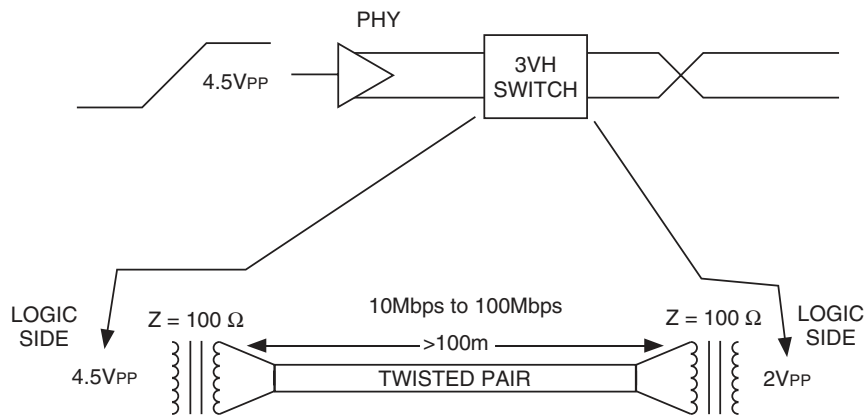 PHY
4.5VPP
3VH
SWITCH
10Mbps to 100Mbps
LOGIC
SIDE
Z = 100 Ω
>100m
Z = 100 Ω
LOGIC
SIDE
4.5VPP
TWISTED PAIR
2VPP